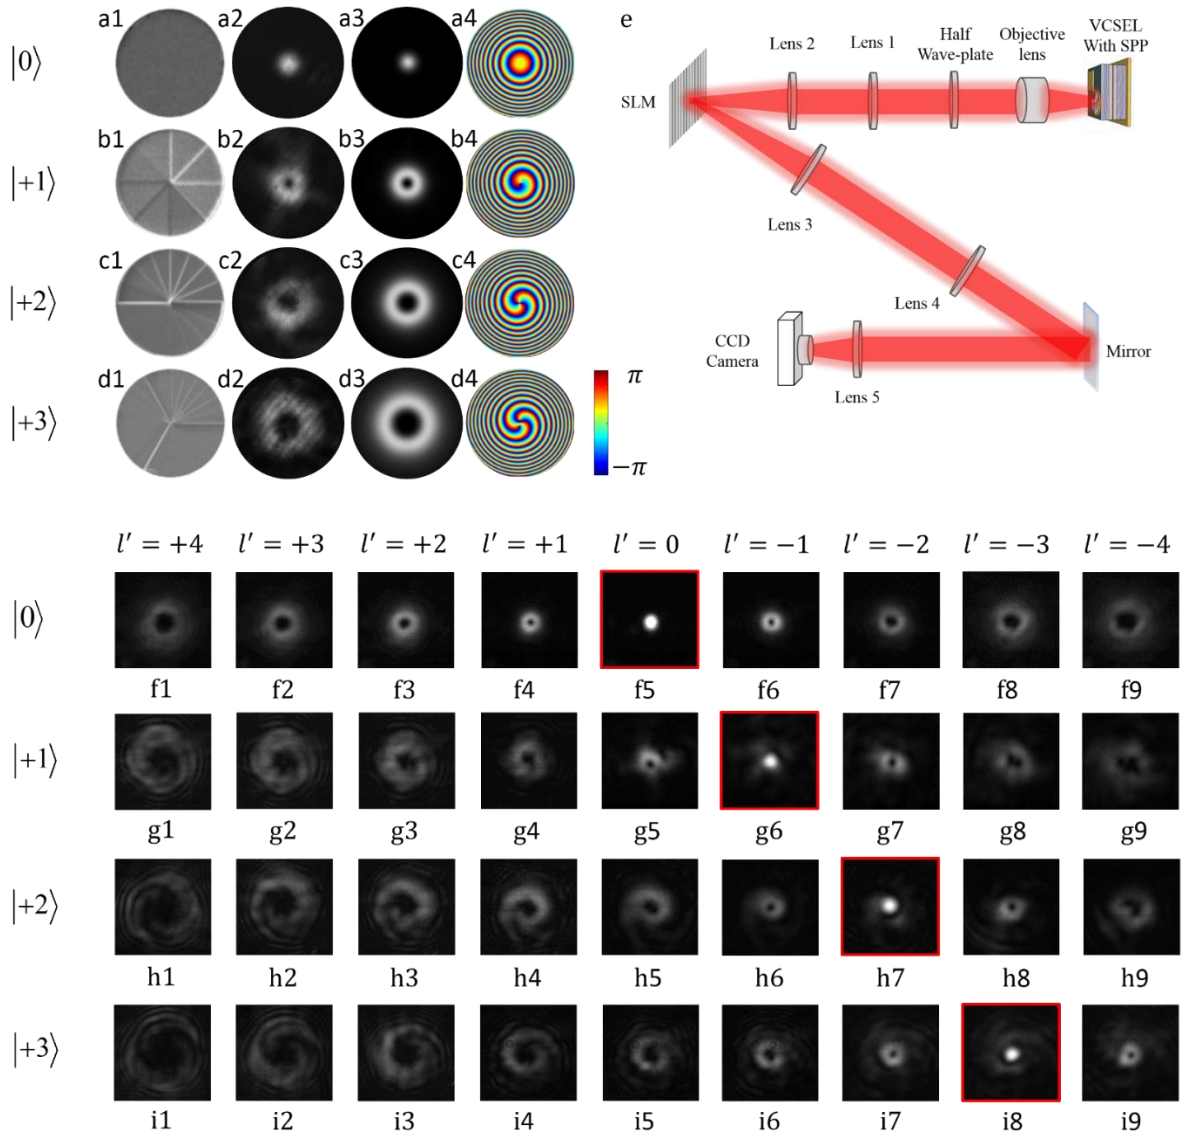 a1 a2 a3 a4
|0⟩
b1 b2 b3 b4
|+1⟩
c1 c2 c3 c4
|+2⟩
d1 d2 d3 d4
|+3⟩
π
−π
e
Lens 2
Lens 1
Half
Wave-plate
Objective
lens
VCSEL
With SPP
SLM
Lens 3
Lens 4
CCD
Camera
Lens 5
Mirror
l′ = +4 l′ = +3 l′ = +2 l′ = +1 l′ = 0 l′ = −1 l′ = −2 l′ = −3 l′ = −4
|0⟩
f1 f2 f3 f4 f5 f6 f7 f8 f9
|+1⟩
g1 g2 g3 g4 g5 g6 g7 g8 g9
|+2⟩
h1 h2 h3 h4 h5 h6 h7 h8 h9
|+3⟩
i1 i2 i3 i4 i5 i6 i7 i8 i9